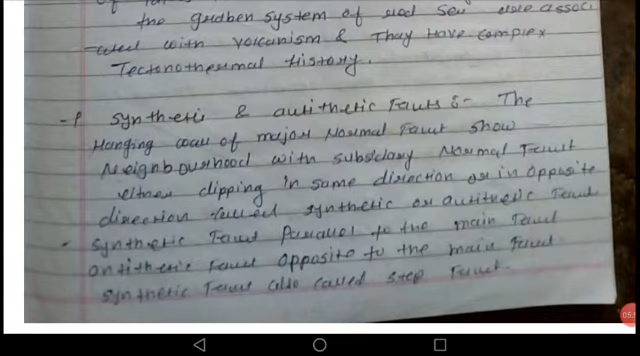 the graben system of red sea were associ
-ated with volcanism & They Have complex
Tectonothermal History.
Synthetic & antithetic Faults :- The
Hanging wall of major Normal Fault show
Neighbourhood with subsidary Normal Fault
either dipping in same direction or in opposite
direction called synthetic or antithetic Fault
Synthetic Fault Parallel to the main Fault
antithetic Fault opposite to the main Fault.
Synthetic Fault also called step Fault.